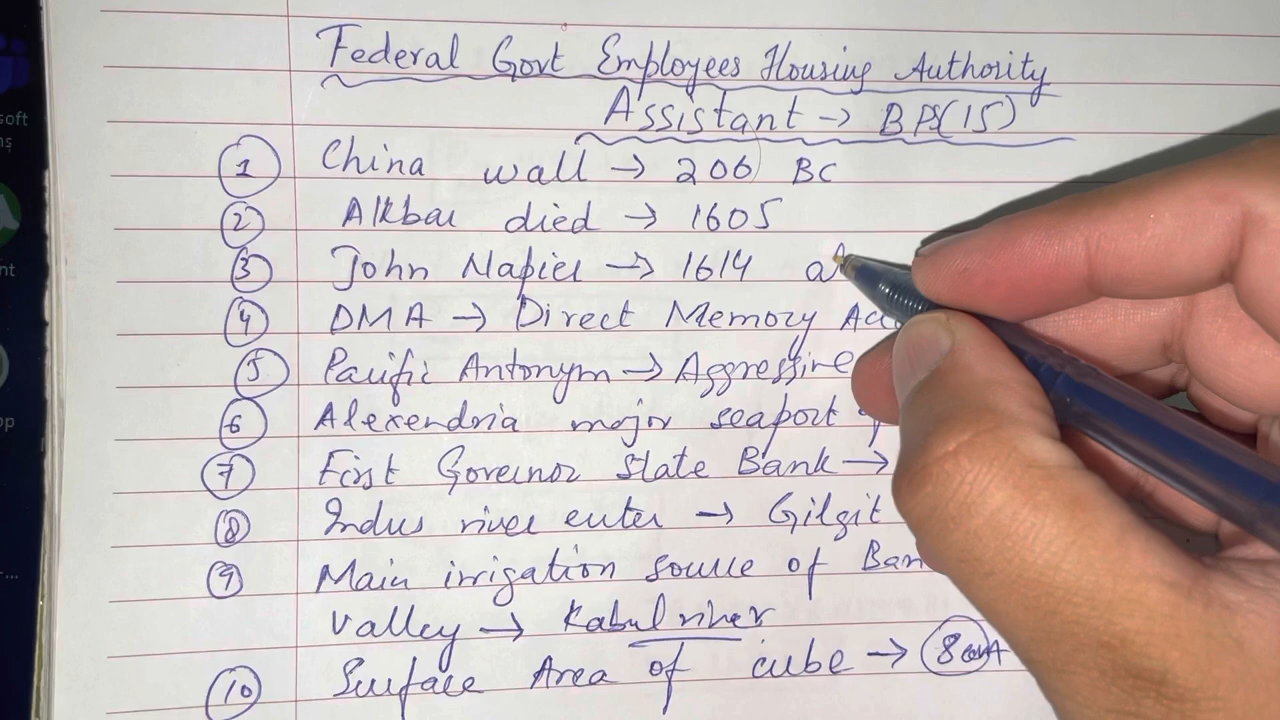 Federal Govt Employees Housing Authority
Assistant → BPS(15)
1 China wall → 206 BC
2 Akbar died → 1605
3 John Napier → 1614
4 DMA → Direct Memory
5 Pacific Antonym → Aggressive
6 Alexendria major seaport
7 First Governor State Bank →
8 Indus river enter → Gilgit
9 Main irrigation source of
Valley → Kabul river
10 Surface Area of cube →
soft